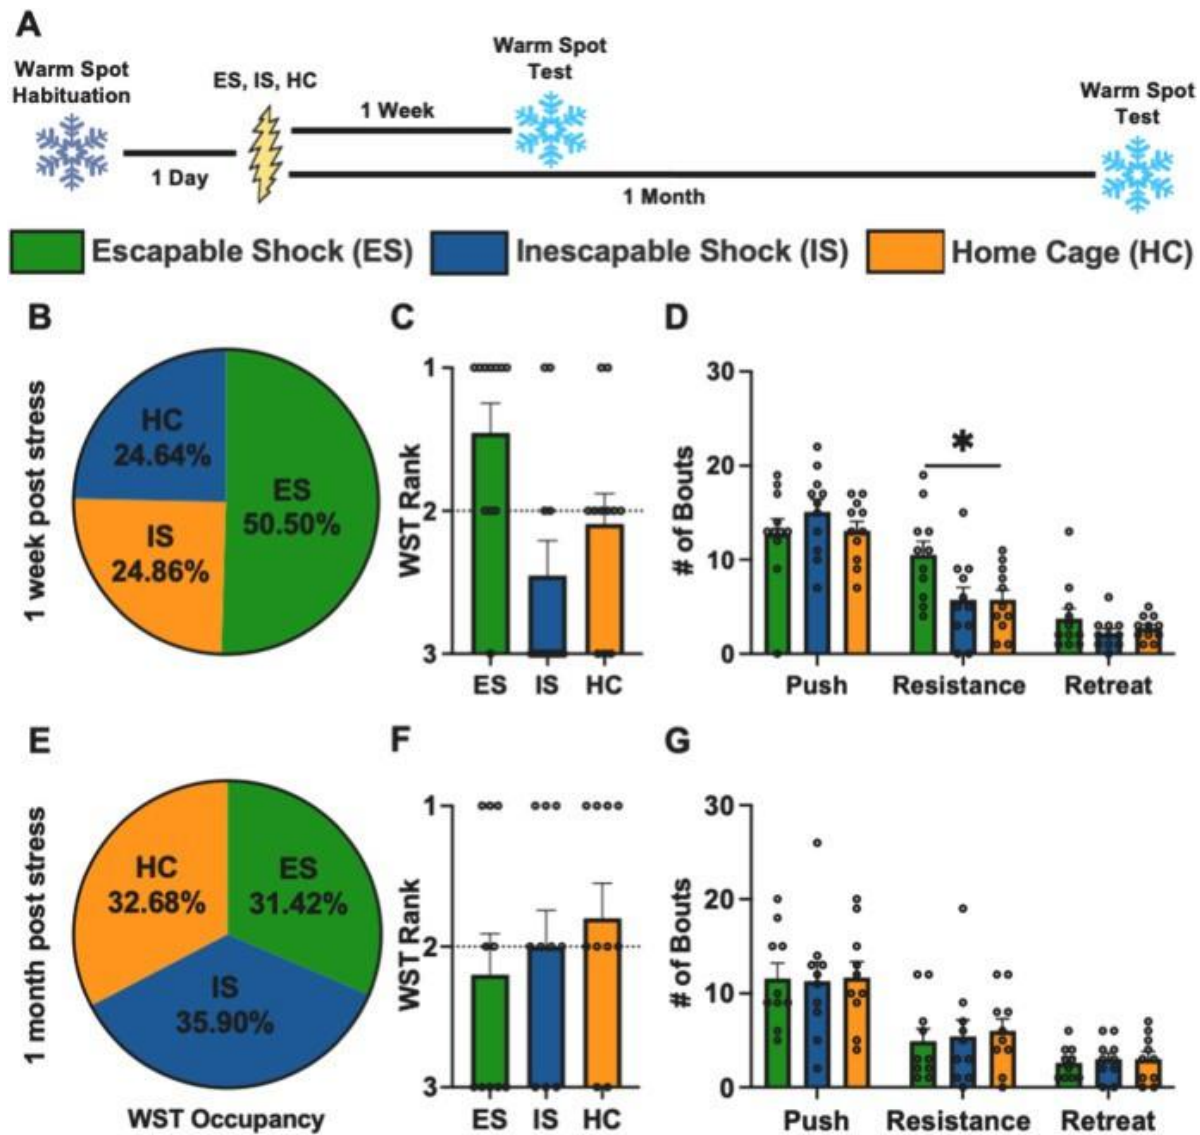 A
Warm Spot
Habituation
1 Day
ES, IS, HC
1 Week
Warm Spot
Test
1 Month
Warm Spot
Test
Escapable Shock (ES)
Inescapable Shock (IS)
Home Cage (HC)
B
1 week post stress
HC
24.64%
ES
50.50%
IS
24.86%
C
WST Rank
1
2
3
ES
IS
HC
D
# of Bouts
30
20
10
0
*
Push
Resistance
Retreat
E
1 month post stress
HC
32.68%
ES
31.42%
IS
35.90%
WST Occupancy
F
WST Rank
1
2
3
ES
IS
HC
G
# of Bouts
30
20
10
0
Push
Resistance
Retreat